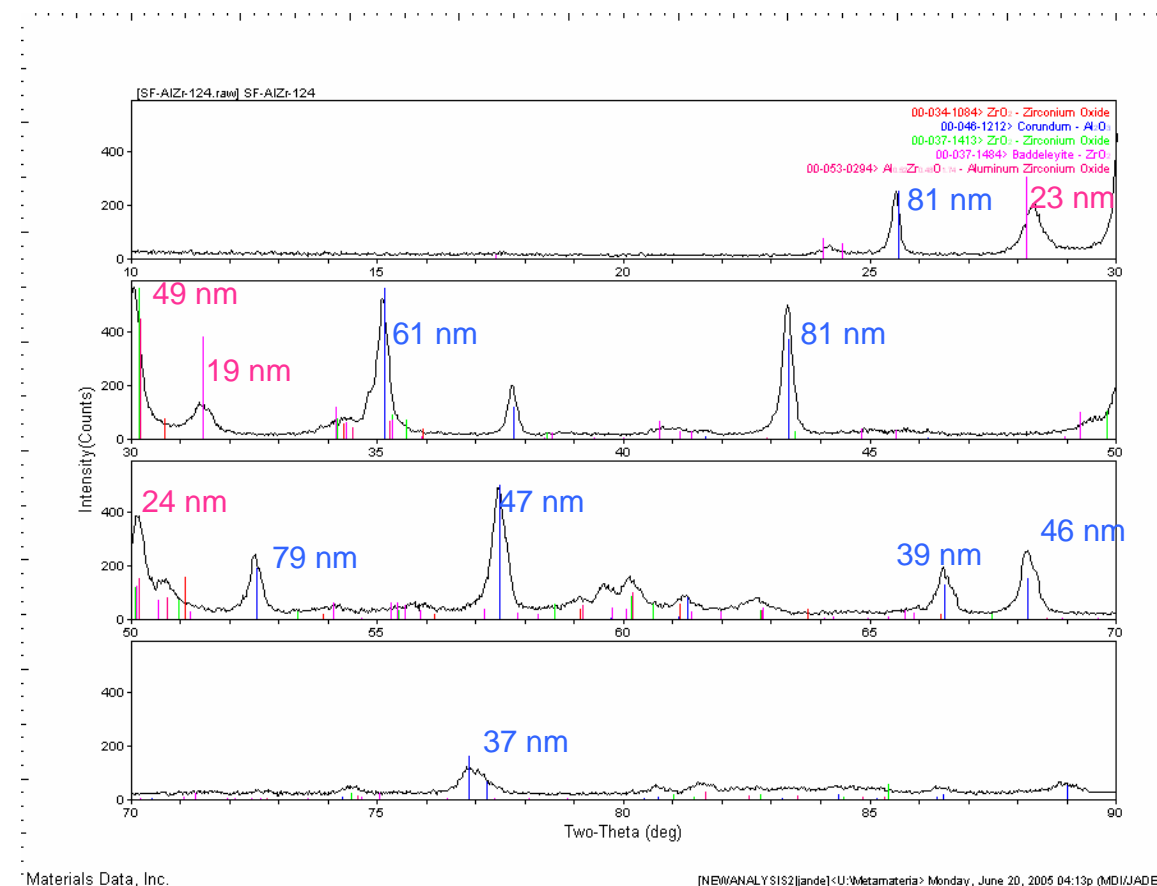 [SF-AlZr-124.raw] SF-AlZr-124
00-034-1084> ZrO2 - Zirconium Oxide
00-046-1212> Corundum - Al2O3
00-037-1413> ZrO2 - Zirconium Oxide
00-037-1484> Baddeleyite - ZrO2
00-053-0294> Al Zr O - Aluminum Zirconium Oxide
400
200
0
81 nm
23 nm
10 15 20 25 30
49 nm
19 nm
61 nm
81 nm
400
200
0
30 35 40 45 50
Intensity(Counts)
24 nm
79 nm
47 nm
39 nm
46 nm
400
200
0
50 55 60 65 70
37 nm
400
200
0
70 75 80 85 90
Two-Theta (deg)
Materials Data, Inc.
[NEWANALYSIS2|jande]<U:\Metamateria> Monday, June 20, 2005 04:13p (MDI/JADE